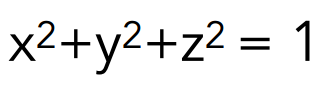 x²+y²+z² = 1